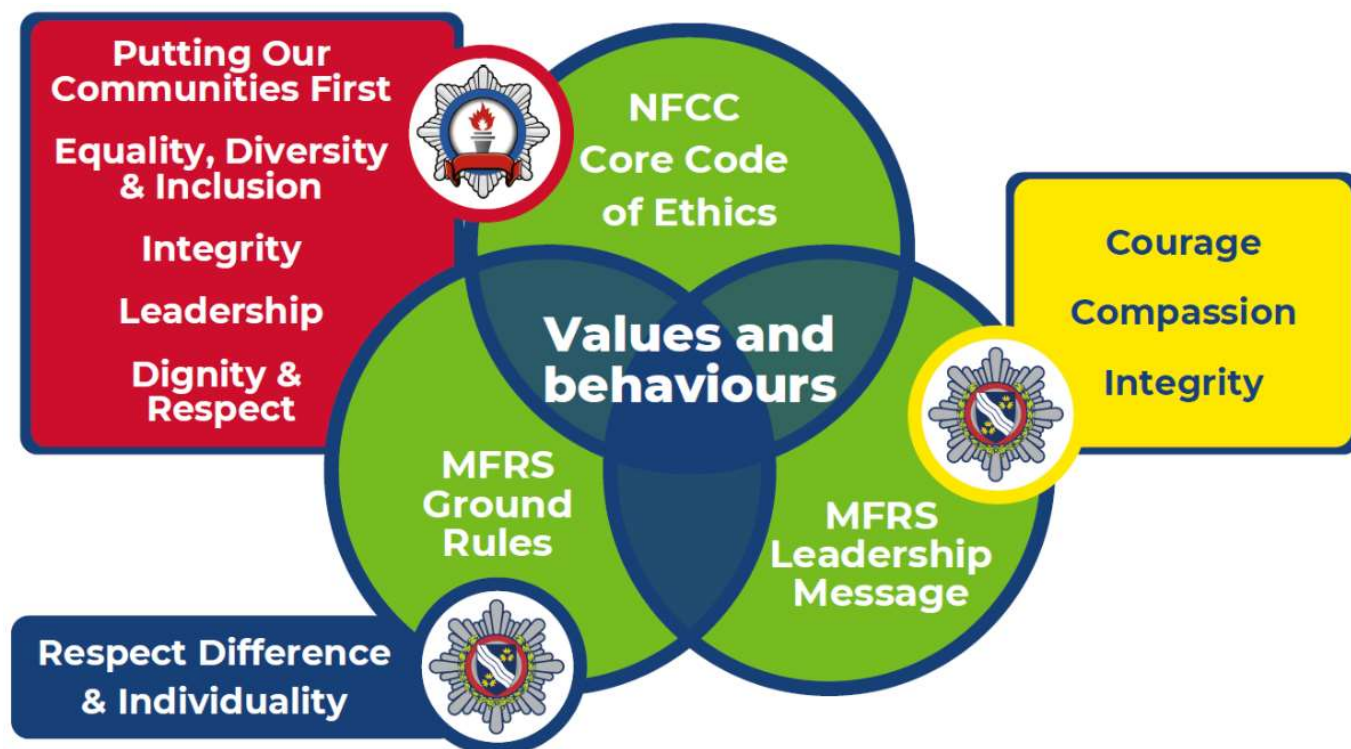 Putting Our
Communities First
Equality, Diversity
& Inclusion
Integrity
Leadership
Dignity &
Respect
NFCC
Core Code
of Ethics
Courage
Compassion
Integrity
Values and
behaviours
MFRS
Ground
Rules
MFRS
Leadership
Message
Respect Difference
& Individuality